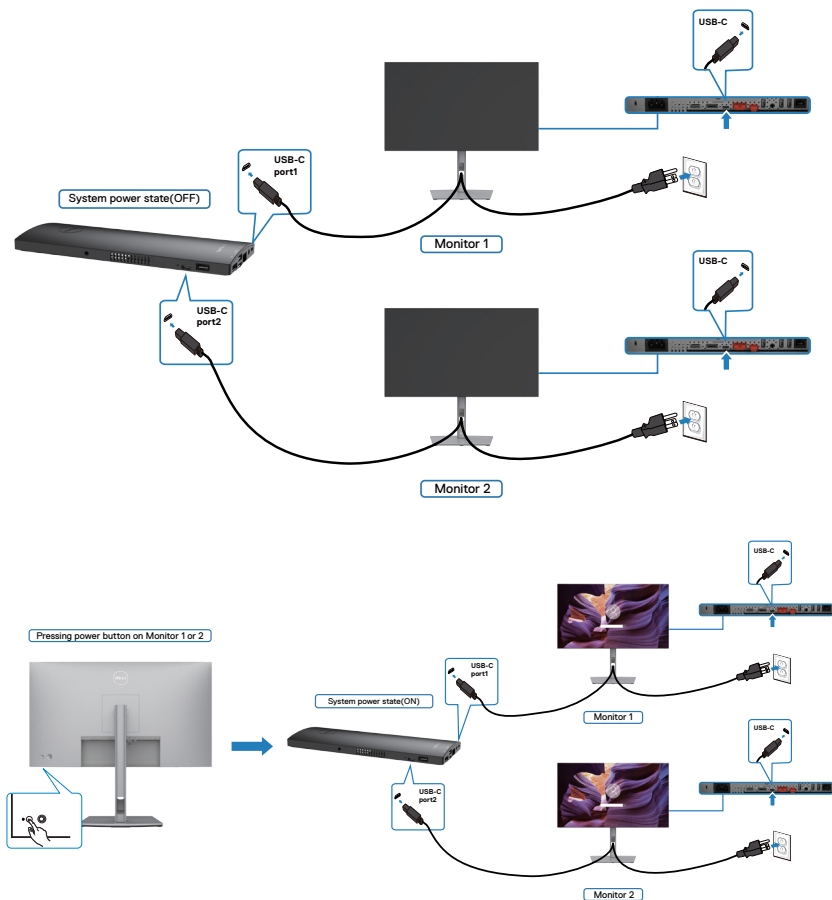 USB-C
USB-C
port1
System power state(OFF)
Monitor 1
USB-C
USB-C
port2
Monitor 2
USB-C
Pressing power button on Monitor 1 or 2
DELL
USB-C
port1
System power state(ON)
Monitor 1
USB-C
USB-C
port2
Monitor 2